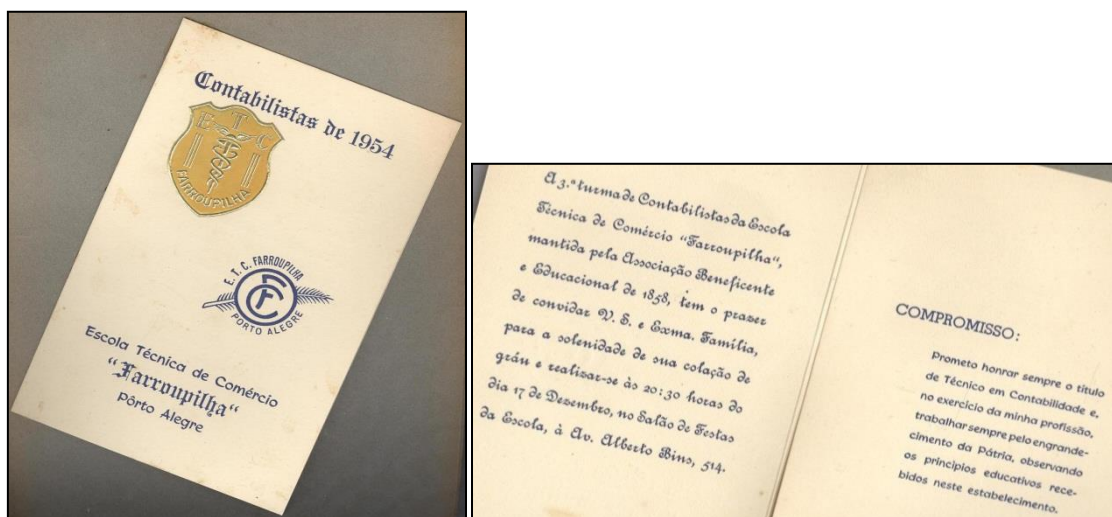 Contabilistas de 1954
E T C
FARROUPILHA
E. T. C. FARROUPILHA
PORTO ALEGRE
Escola Técnica de Comércio
"Farroupilha"
Pôrto Alegre
A 3.ª turma de Contabilistas da Escola
Técnica de Comércio "Farroupilha",
mantida pela Associação Beneficente
e Educacional de 1858, tem o prazer
de convidar V. S. e Exma. Família,
para a solenidade de sua colação de
gráu e realizar-se às 20:30 horas do
dia 17 de Dezembro, no Salão de Festas
da Escola, à Av. Alberto Bins, 514.
COMPROMISSO:
Prometo honrar sempre o título
de Técnico em Contabilidade e,
no exercício da minha profissão,
trabalhar sempre pelo engrande-
cimento da Pátria, observando
os princípios educativos rece-
bidos neste estabelecimento.